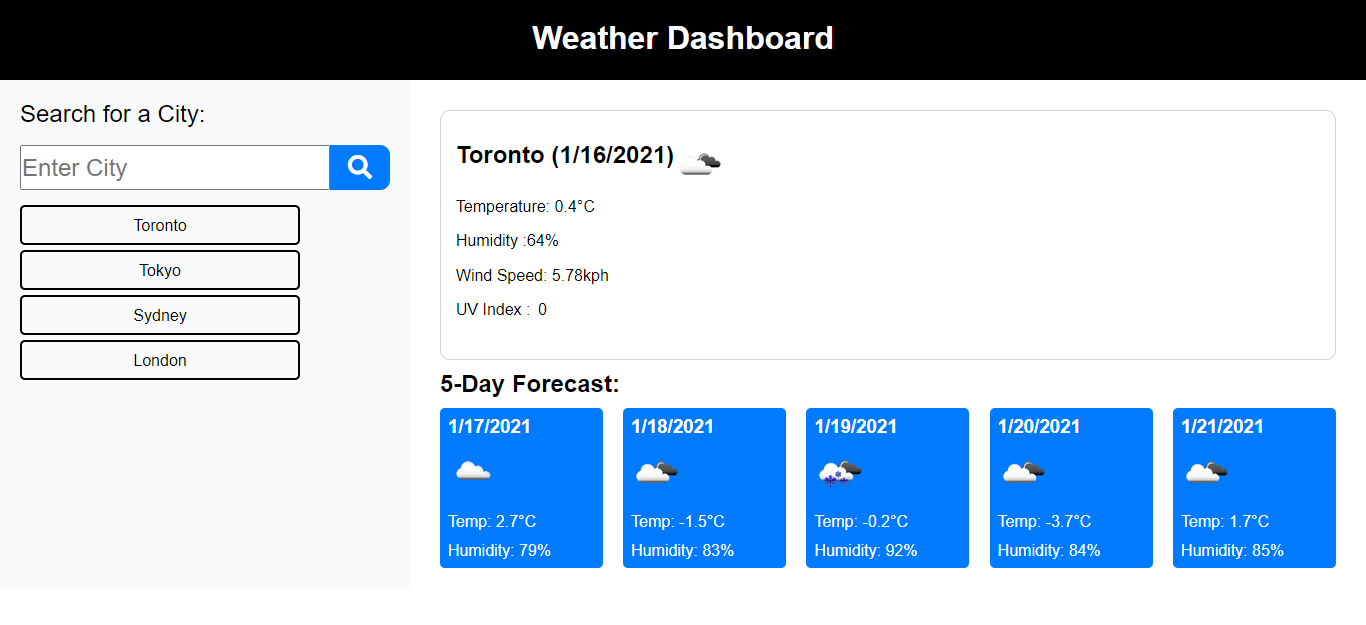 Weather Dashboard
Search for a City:
Enter City
Toronto
Tokyo
Sydney
London
Toronto (1/16/2021)
Temperature: 0.4°C
Humidity :64%
Wind Speed: 5.78kph
UV Index : 0
5-Day Forecast:
1/17/2021
Temp: 2.7°C
Humidity: 79%
1/18/2021
Temp: -1.5°C
Humidity: 83%
1/19/2021
Temp: -0.2°C
Humidity: 92%
1/20/2021
Temp: -3.7°C
Humidity: 84%
1/21/2021
Temp: 1.7°C
Humidity: 85%